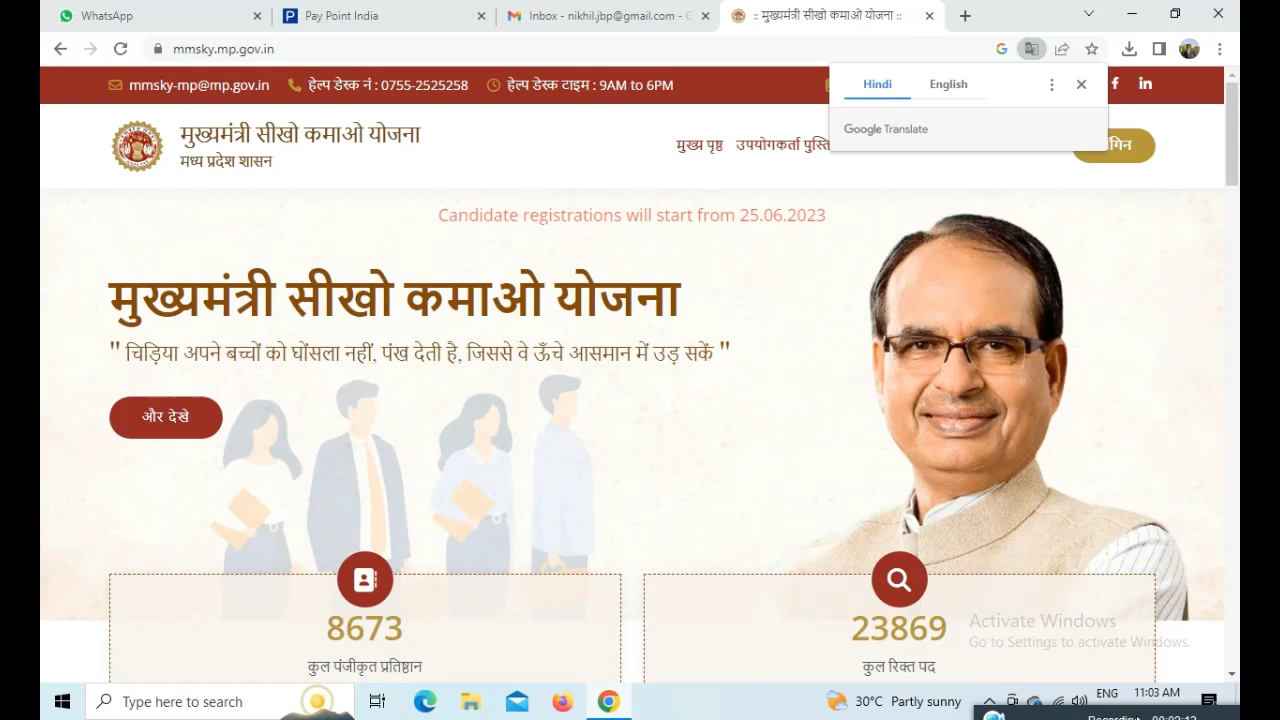 WhatsApp
Pay Point India
Inbox - nikhil.jbp@gmail.com - G
:: मुख्यमंत्री सीखो कमाओ योजना ::
mmsky.mp.gov.in
mmsky-mp@mp.gov.in
हेल्प डेस्क नं : 0755-2525258
हेल्प डेस्क टाइम : 9AM to 6PM
Hindi
English
Google Translate
मुख्यमंत्री सीखो कमाओ योजना
मध्य प्रदेश शासन
मुख्य पृष्ठ
उपयोगकर्ता
Candidate registrations will start from 25.06.2023
मुख्यमंत्री सीखो कमाओ योजना
" चिड़िया अपने बच्चों को घोंसला नहीं, पंख देती है, जिससे वे ऊँचे आसमान में उड़ सकें "
और देखे
8673
कुल पंजीकृत प्रतिष्ठान
23869
कुल रिक्त पद
Activate Windows
Go to Settings to activate Windows.
Type here to search
30°C Partly sunny
ENG
11:03 AM